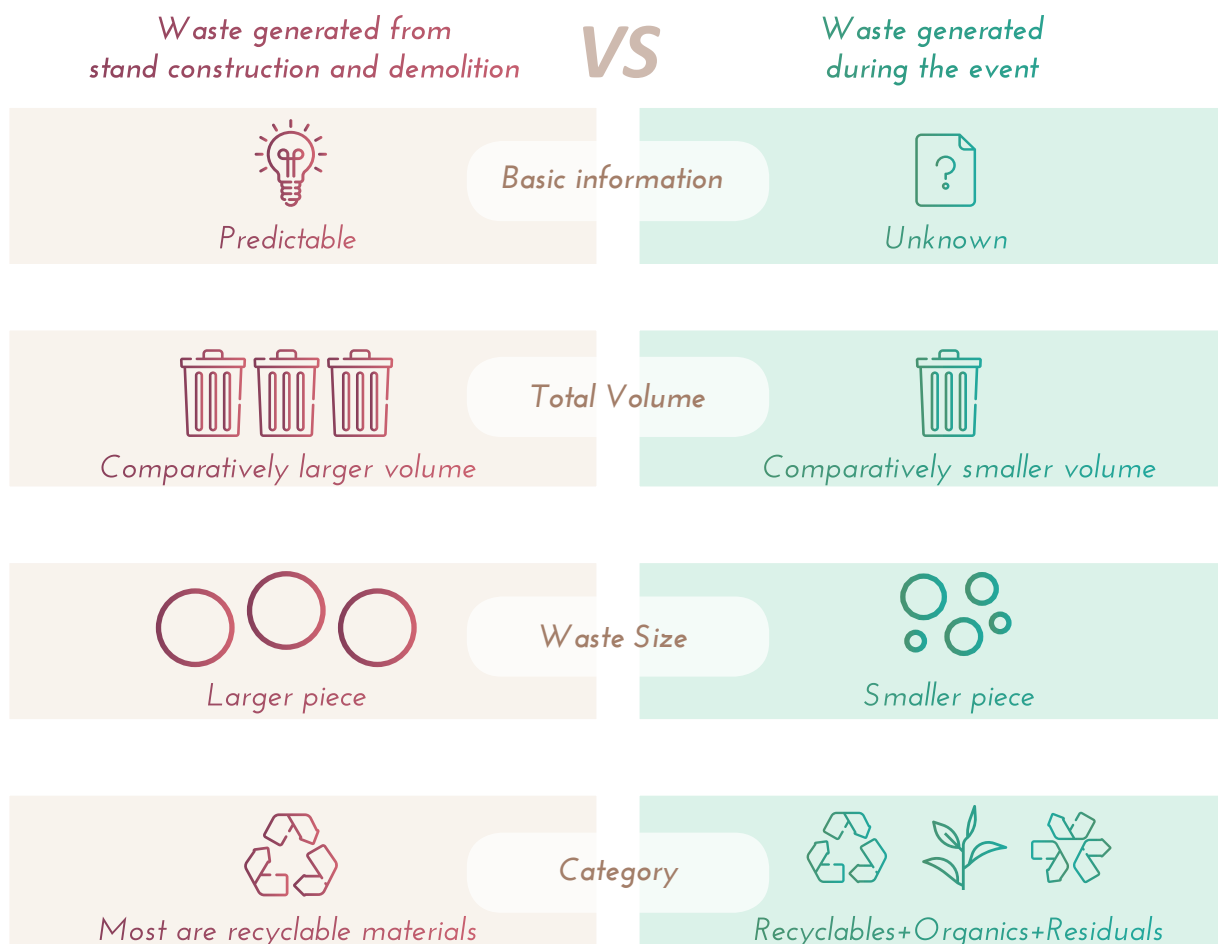 Waste generated from
stand construction and demolition
VS
Waste generated
during the event
Basic information
Predictable
Unknown
Total Volume
Comparatively larger volume
Comparatively smaller volume
Waste Size
Larger piece
Smaller piece
Category
Most are recyclable materials
Recyclables+Organics+Residuals